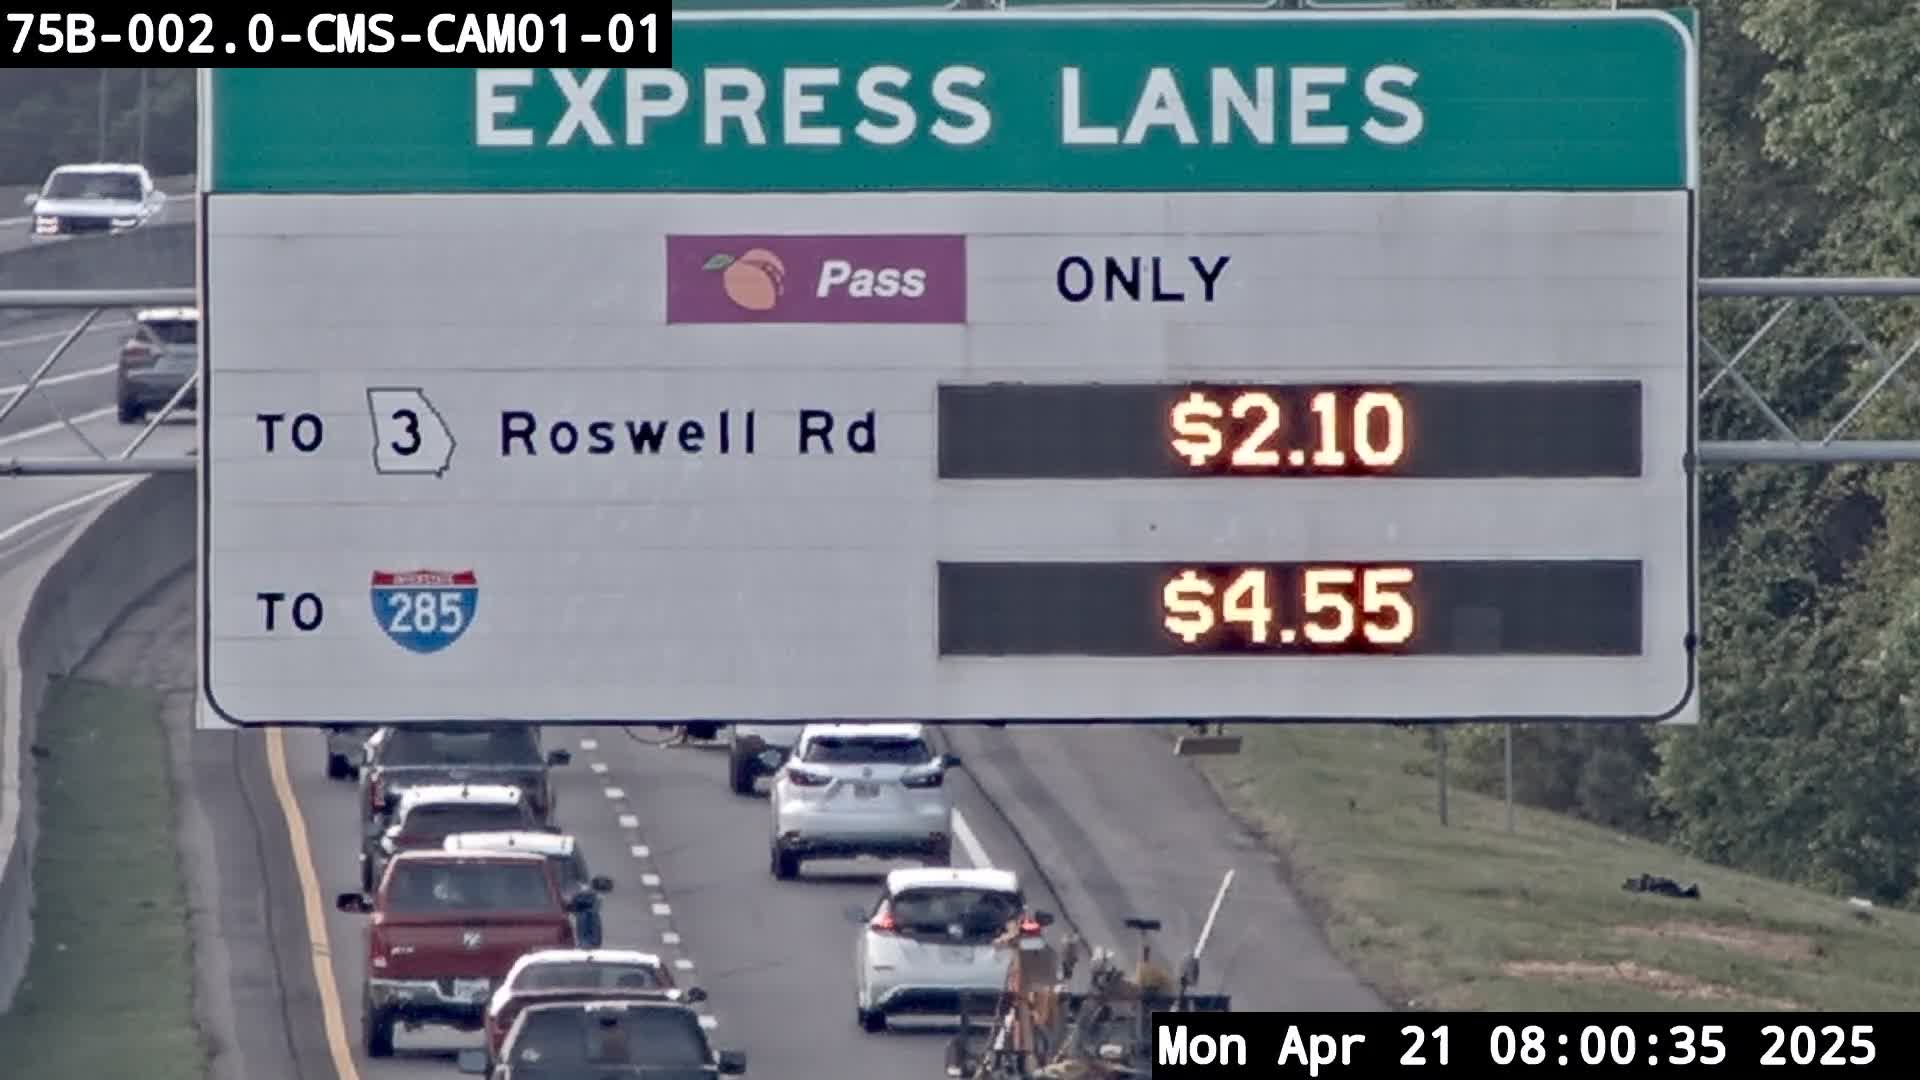 75B-002.0-CMS-CAM01-01
EXPRESS LANES
Pass ONLY
TO 3 Roswell Rd $2.10
TO INTERSTATE 285 $4.55
Mon Apr 21 08:00:35 2025